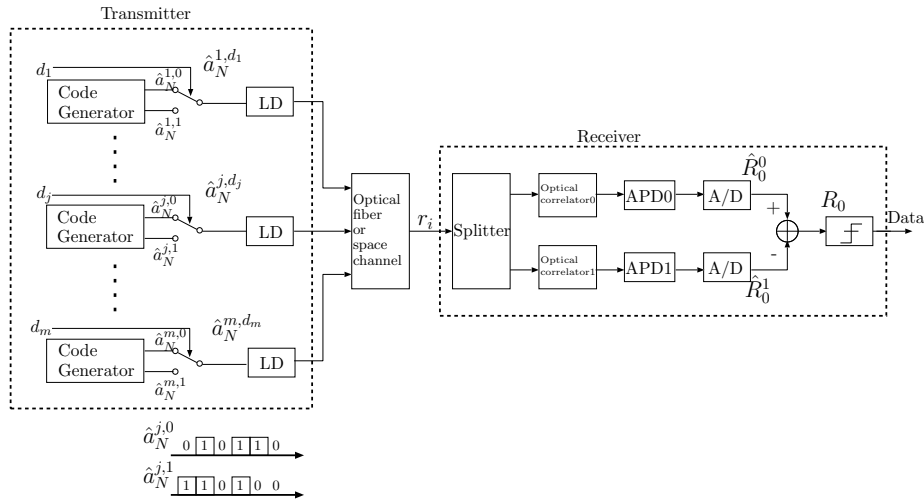 Transmitter
d_1
Code
Generator
â_N^{1,0}
â_N^{1,1}
â_N^{1,d_1}
LD
d_j
Code
Generator
â_N^{j,0}
â_N^{j,1}
â_N^{j,d_j}
LD
d_m
Code
Generator
â_N^{m,0}
â_N^{m,1}
â_N^{m,d_m}
LD
Optical
fiber
or
space
channel
r_i
Receiver
Splitter
Optical
correlator0
APD0
A/D
R̂_0^0
+
Optical
correlator1
APD1
A/D
R̂_0^1
-
R_0
Data
â_N^{j,0} 0 1 0 1 1 0
â_N^{j,1} 1 1 0 1 0 0